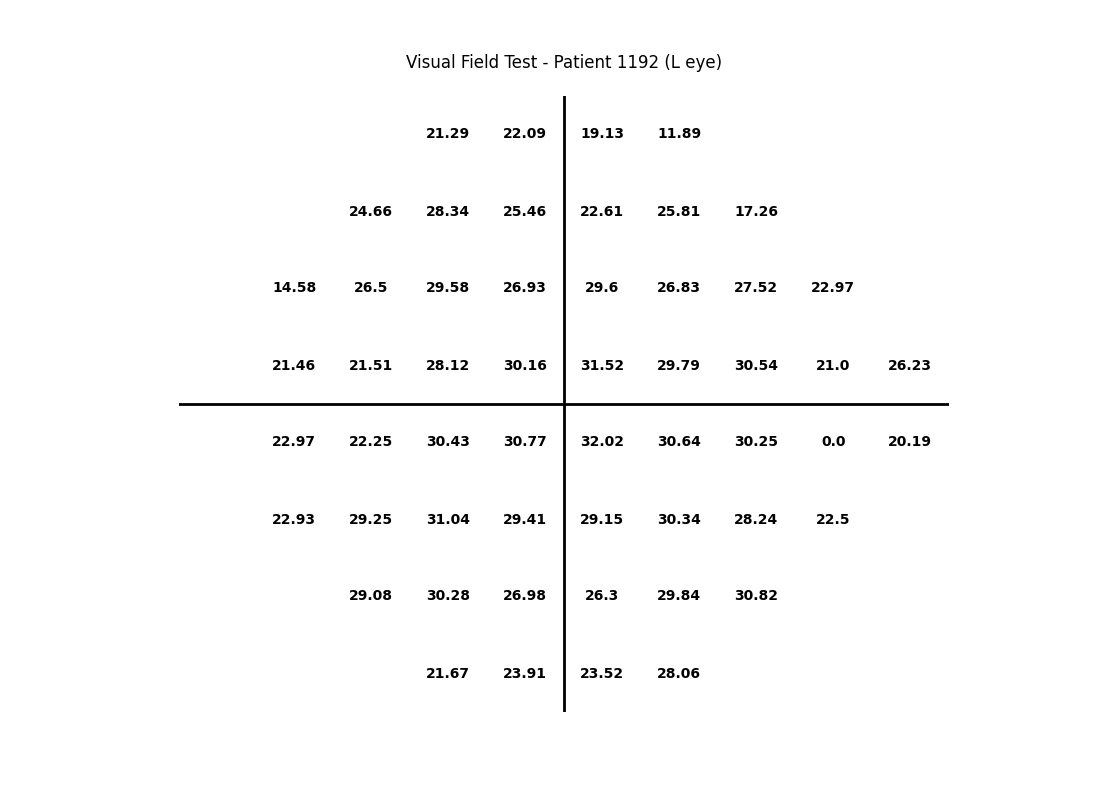 Visual Field Test - Patient 1192 (L eye)
21.29 22.09 19.13 11.89
24.66 28.34 25.46 22.61 25.81 17.26
14.58 26.5 29.58 26.93 29.6 26.83 27.52 22.97
21.46 21.51 28.12 30.16 31.52 29.79 30.54 21.0 26.23
22.97 22.25 30.43 30.77 32.02 30.64 30.25 0.0 20.19
22.93 29.25 31.04 29.41 29.15 30.34 28.24 22.5
29.08 30.28 26.98 26.3 29.84 30.82
21.67 23.91 23.52 28.06